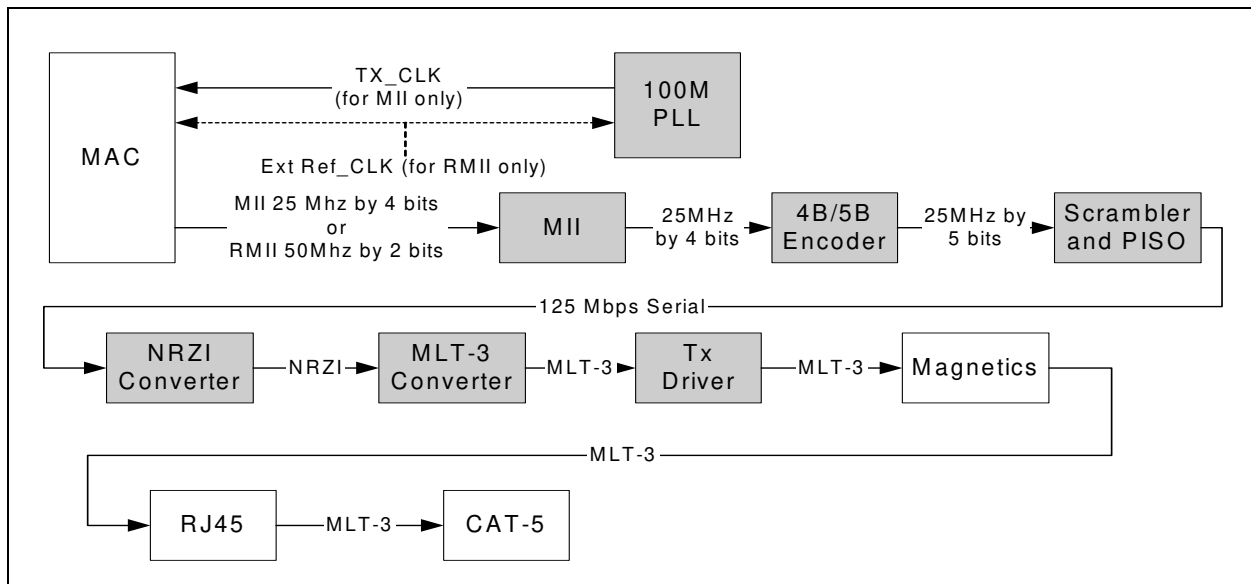 MAC
TX_CLK
(for MII only)
100M
PLL
Ext Ref_CLK (for RMII only)
MII 25 Mhz by 4 bits
or
RMII 50Mhz by 2 bits
MII
25MHz
by 4 bits
4B/5B
Encoder
25MHz by
5 bits
Scrambler
and PISO
125 Mbps Serial
NRZI
Converter
NRZI
MLT-3
Converter
MLT-3
Tx
Driver
MLT-3
Magnetics
MLT-3
RJ45
MLT-3
CAT-5